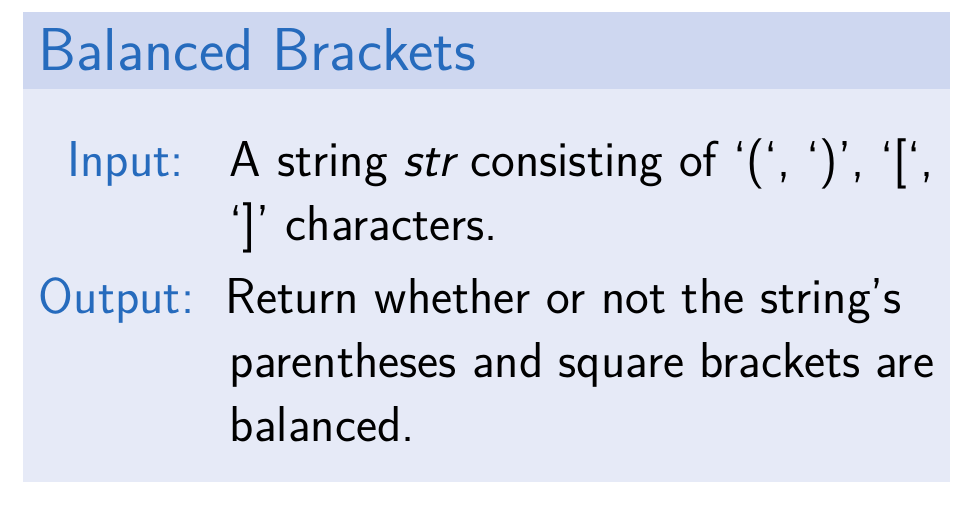 Balanced Brackets
Input: A string str consisting of ‘(‘, ‘)’, ‘[‘,
‘]’ characters.
Output: Return whether or not the string’s
parentheses and square brackets are
balanced.